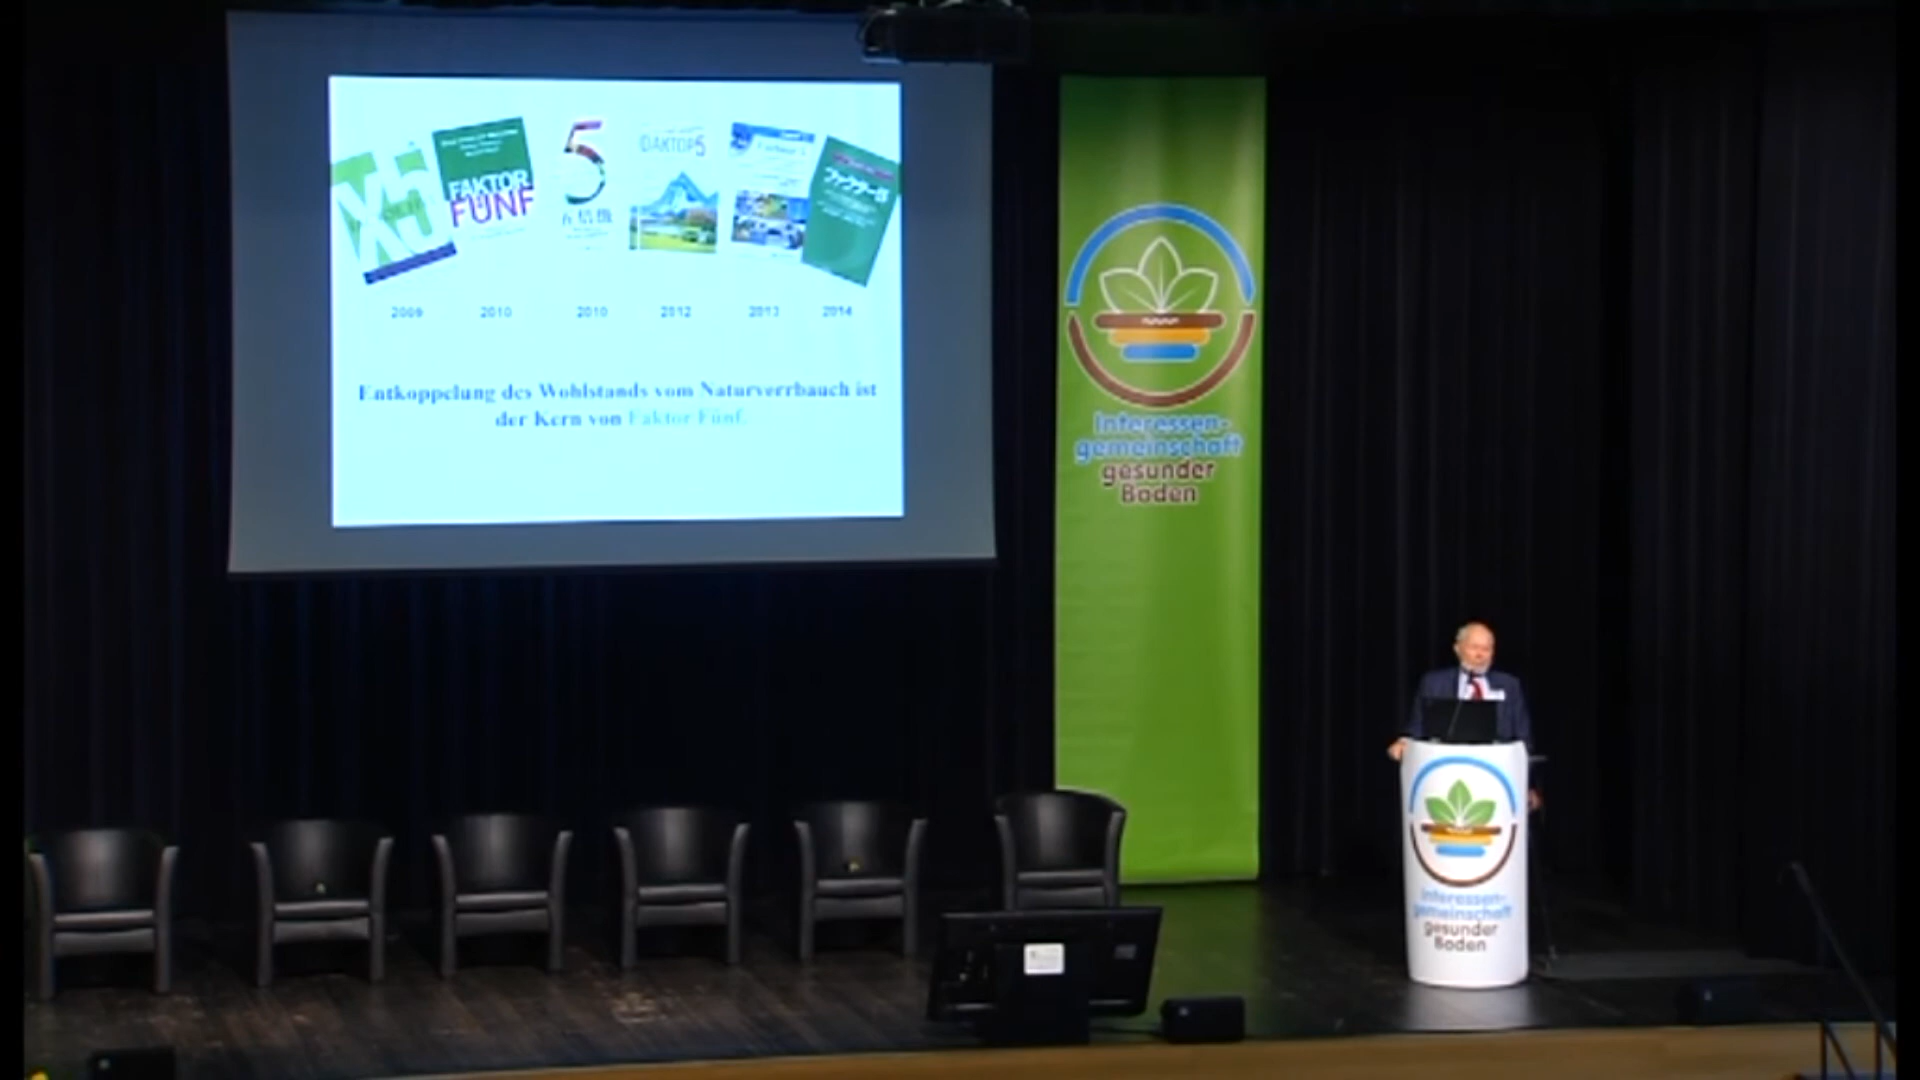 FAKTOR
FÜNF
5
2009
2010
2010
2012
2013
2014
Entkoppelung des Wohlstands vom Naturverrbauch ist
der Kern von Faktor Fünf.
Interessen-
gemeinschaft
gesunder
Boden
Interessen-
gemeinschaft
gesunder
Boden